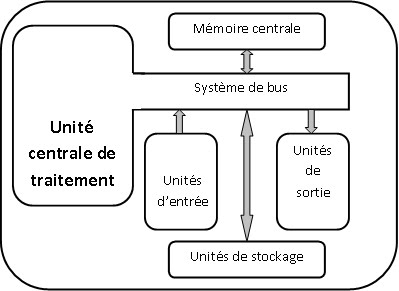 Mémoire centrale
Système de bus
Unité
centrale de
traitement
Unités
d'entrée
Unités
de
sortie
Unités de stockage